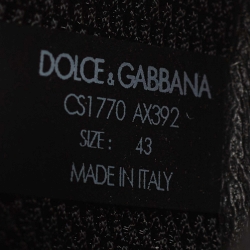 DOLCE & GABBANA
CS1770 AX392
SIZE: 43
MADE IN ITALY